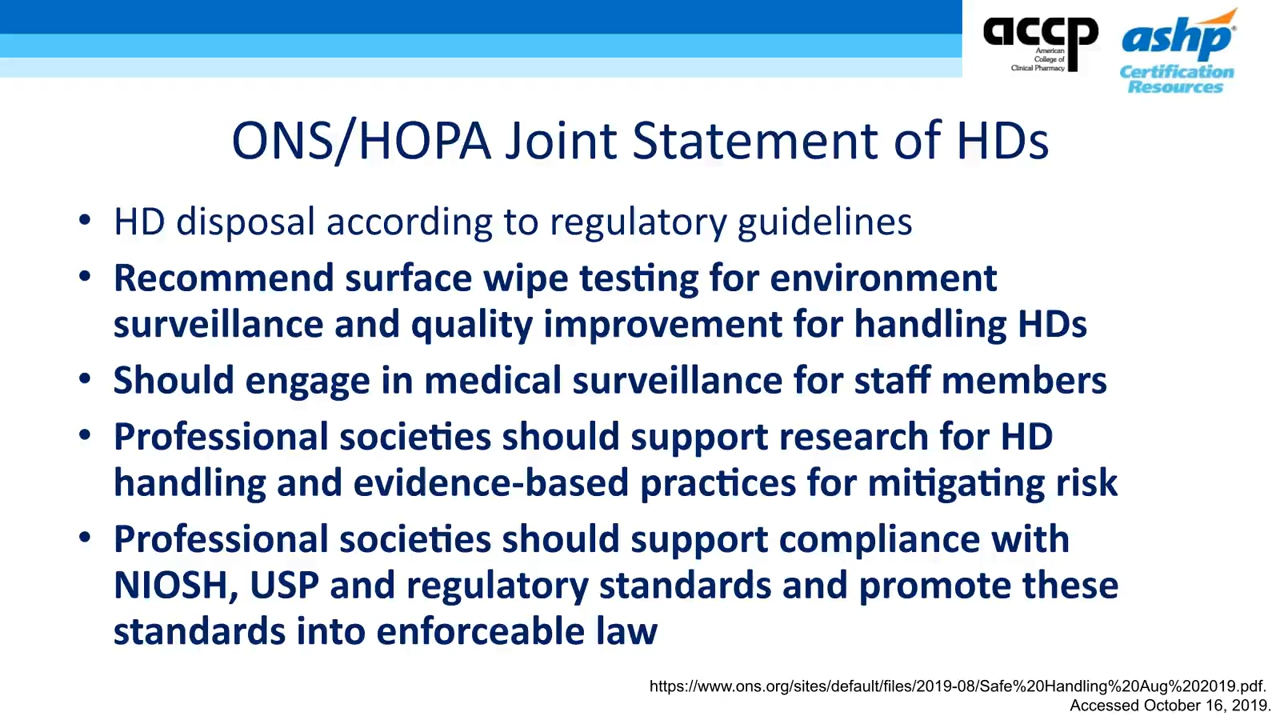 accp
American
College of
Clinical Pharmacy
ashp®
Certification
Resources
ONS/HOPA Joint Statement of HDs
• HD disposal according to regulatory guidelines
• Recommend surface wipe testing for environment
surveillance and quality improvement for handling HDs
• Should engage in medical surveillance for staff members
• Professional societies should support research for HD
handling and evidence-based practices for mitigating risk
• Professional societies should support compliance with
NIOSH, USP and regulatory standards and promote these
standards into enforceable law
https://www.ons.org/sites/default/files/2019-08/Safe%20Handling%20Aug%202019.pdf.
Accessed October 16, 2019.